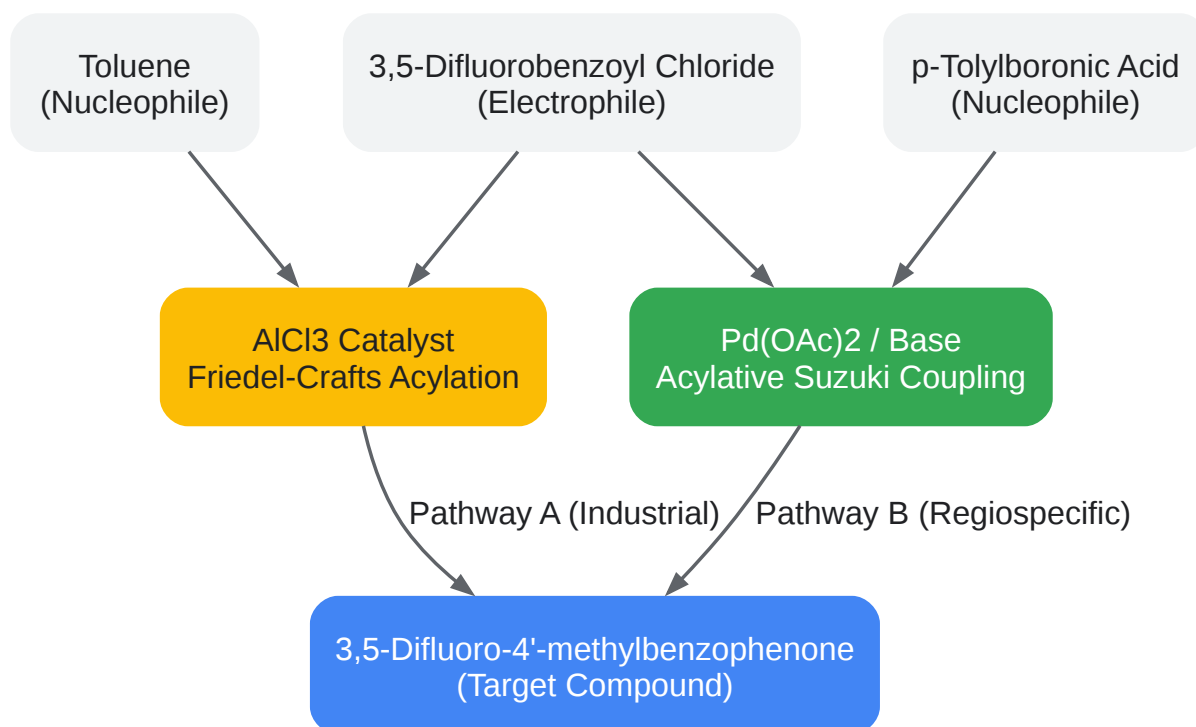 Toluene
(Nucleophile)
3,5-Difluorobenzoyl Chloride
(Electrophile)
p-Tolylboronic Acid
(Nucleophile)
AlCl3 Catalyst
Friedel-Crafts Acylation
Pd(OAc)2 / Base
Acylative Suzuki Coupling
Pathway A (Industrial)
Pathway B (Regiospecific)
3,5-Difluoro-4'-methylbenzophenone
(Target Compound)